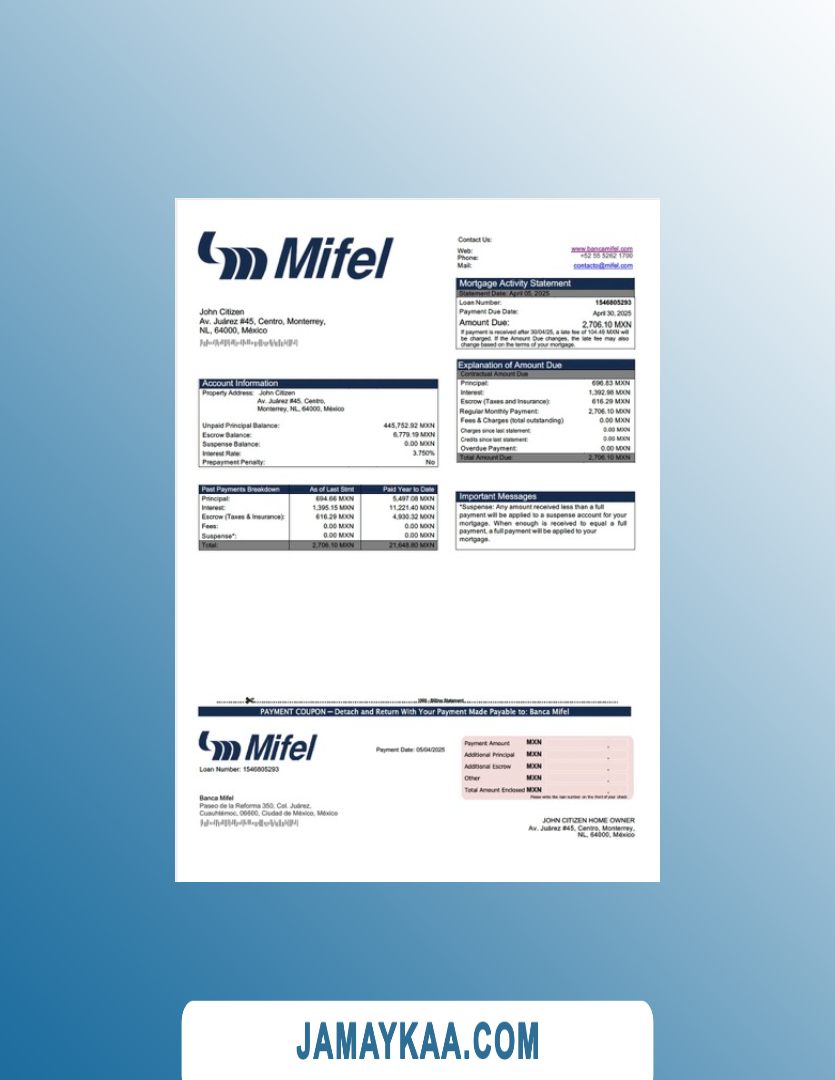 Mifel
Contact Us:
Web: www.bancamifel.com
Phone: +52 55 5262 1700
Mail: contacto@mifel.com
Mortgage Activity Statement
Statement Date: April 05, 2025
Loan Number: 1546805293
Payment Due Date: April 30, 2025
Amount Due: 2,706.10 MXN
If payment is received after 30/04/25, a late fee of 104.49 MXN will
be charged. If the Amount Due changes, the late fee may also
change based on the terms of your mortgage.
John Citizen
Av. Juárez #45, Centro, Monterrey,
NL, 64000, México
Explanation of Amount Due
Contractual Amount Due
Principal: 696.83 MXN
Interest: 1,392.98 MXN
Escrow (Taxes and Insurance): 616.29 MXN
Regular Monthly Payment: 2,706.10 MXN
Fees & Charges (total outstanding) 0.00 MXN
Charges since last statement: 0.00 MXN
Credits since last statement: 0.00 MXN
Overdue Payment: 0.00 MXN
Total Amount Due: 2,706.10 MXN
Account Information
Property Address: John Citizen
Av. Juárez #45, Centro,
Monterrey, NL, 64000, México
Unpaid Principal Balance: 445,752.92 MXN
Escrow Balance: 6,779.19 MXN
Suspense Balance: 0.00 MXN
Interest Rate: 3.750%
Prepayment Penalty: No
Past Payments Breakdown As of Last Stmt Paid Year to Date
Principal: 694.66 MXN 5,497.08 MXN
Interest: 1,395.15 MXN 11,221.40 MXN
Escrow (Taxes & Insurance): 616.29 MXN 4,930.32 MXN
Fees: 0.00 MXN 0.00 MXN
Suspense*: 0.00 MXN 0.00 MXN
Total: 2,706.10 MXN 21,648.80 MXN
Important Messages
*Suspense: Any amount received less than a full
payment will be applied to a suspense account for your
mortgage. When enough is received to equal a full
payment, a full payment will be applied to your
mortgage.
Billing Statement
PAYMENT COUPON – Detach and Return With Your Payment Made Payable to: Banca Mifel
Mifel
Loan Number: 1546805293
Payment Date: 05/04/2025
Payment Amount MXN .
Additional Principal MXN .
Additional Escrow MXN .
Other MXN .
Total Amount Enclosed MXN .
Please write the loan number on the front of your check.
Banca Mifel
Paseo de la Reforma 350, Col. Juárez,
Cuauhtémoc, 06600, Ciudad de México, México
JOHN CITIZEN HOME OWNER
Av. Juárez #45, Centro, Monterrey,
NL, 64000, México
JAMAYKAA.COM